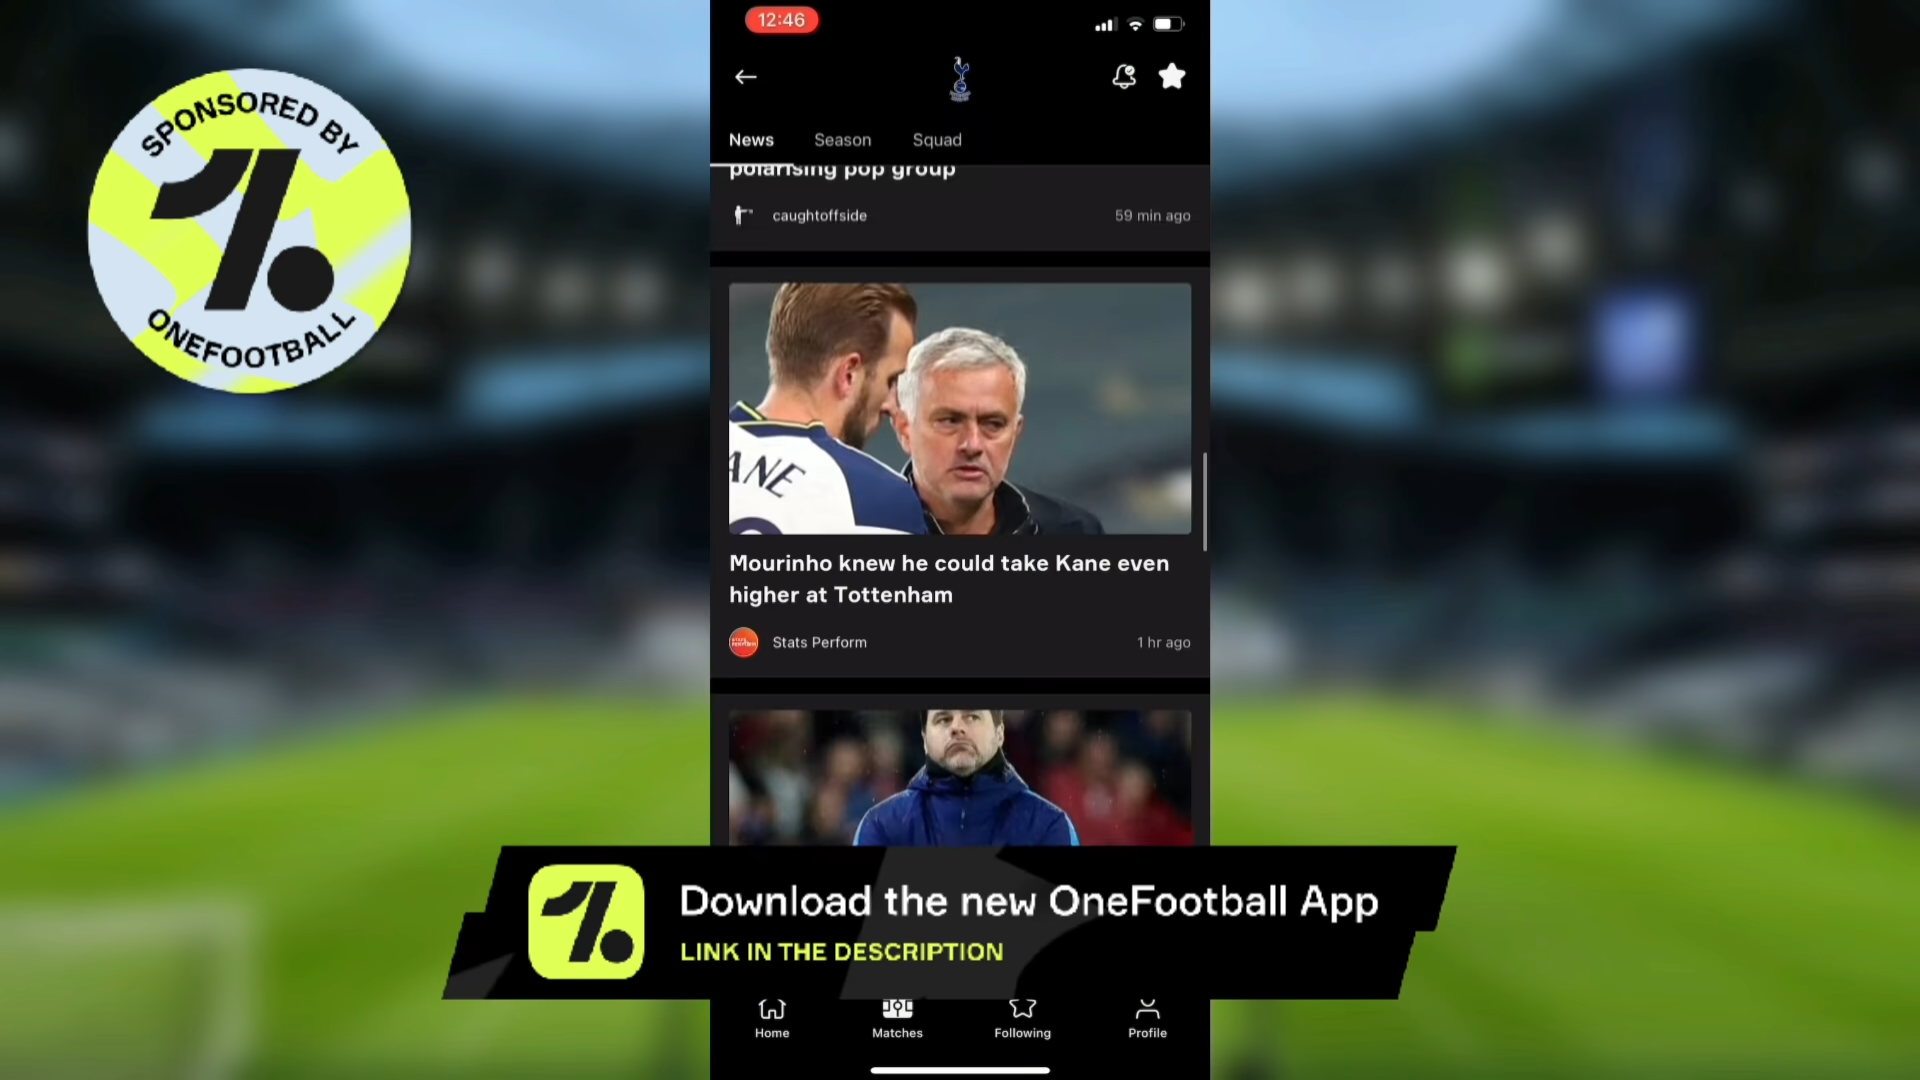 SPONSORED BY
ONEFOOTBALL
12:46
News Season Squad
polarising pop group
caughtoffside 59 min ago
ANE
Mourinho knew he could take Kane even
higher at Tottenham
Stats Perform 1 hr ago
Download the new OneFootball App
LINK IN THE DESCRIPTION
Home Matches Following Profile